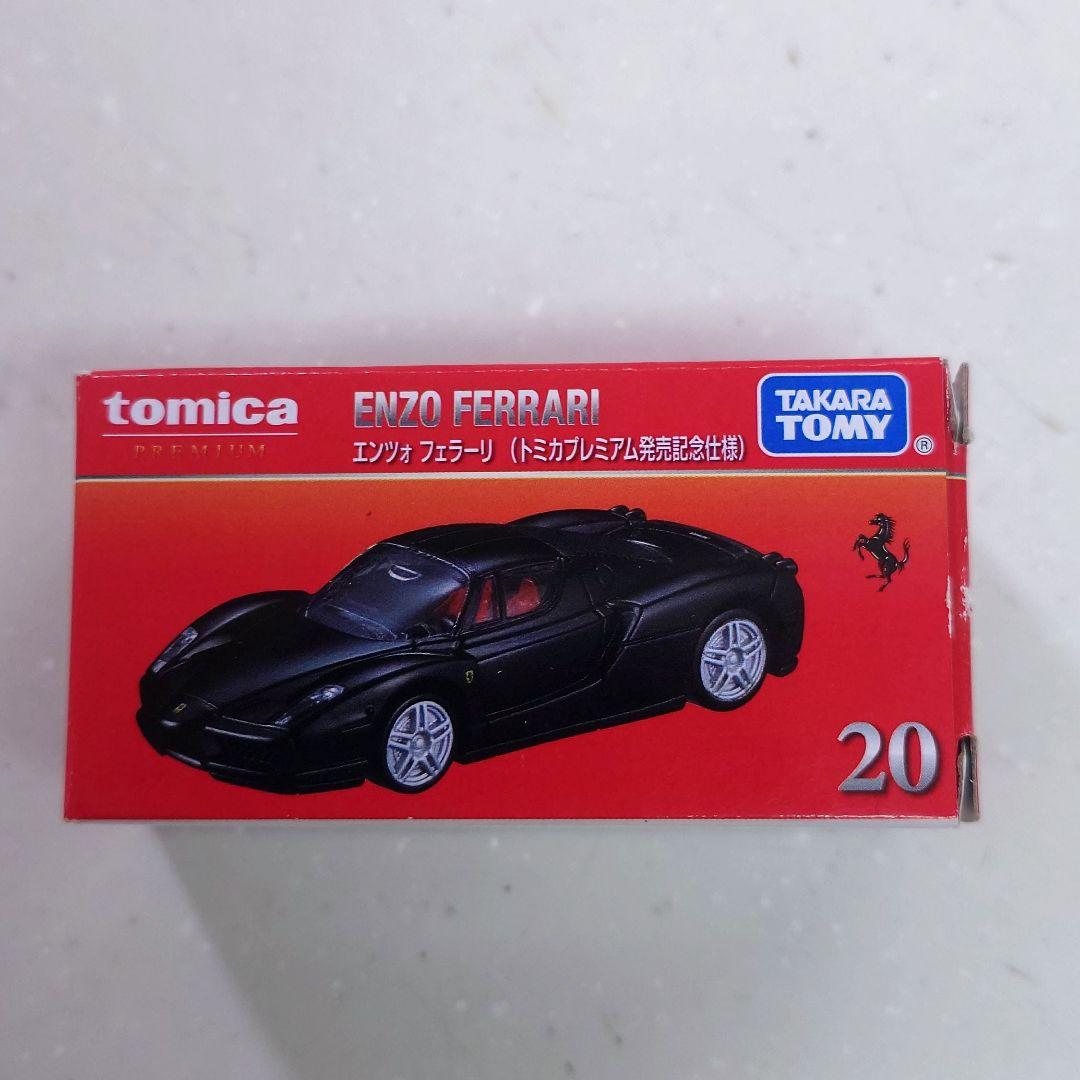 tomica
PREMIUM
ENZO FERRARI
エンツォ フェラーリ (トミカプレミアム発売記念仕様)
TAKARA
TOMY
®
20